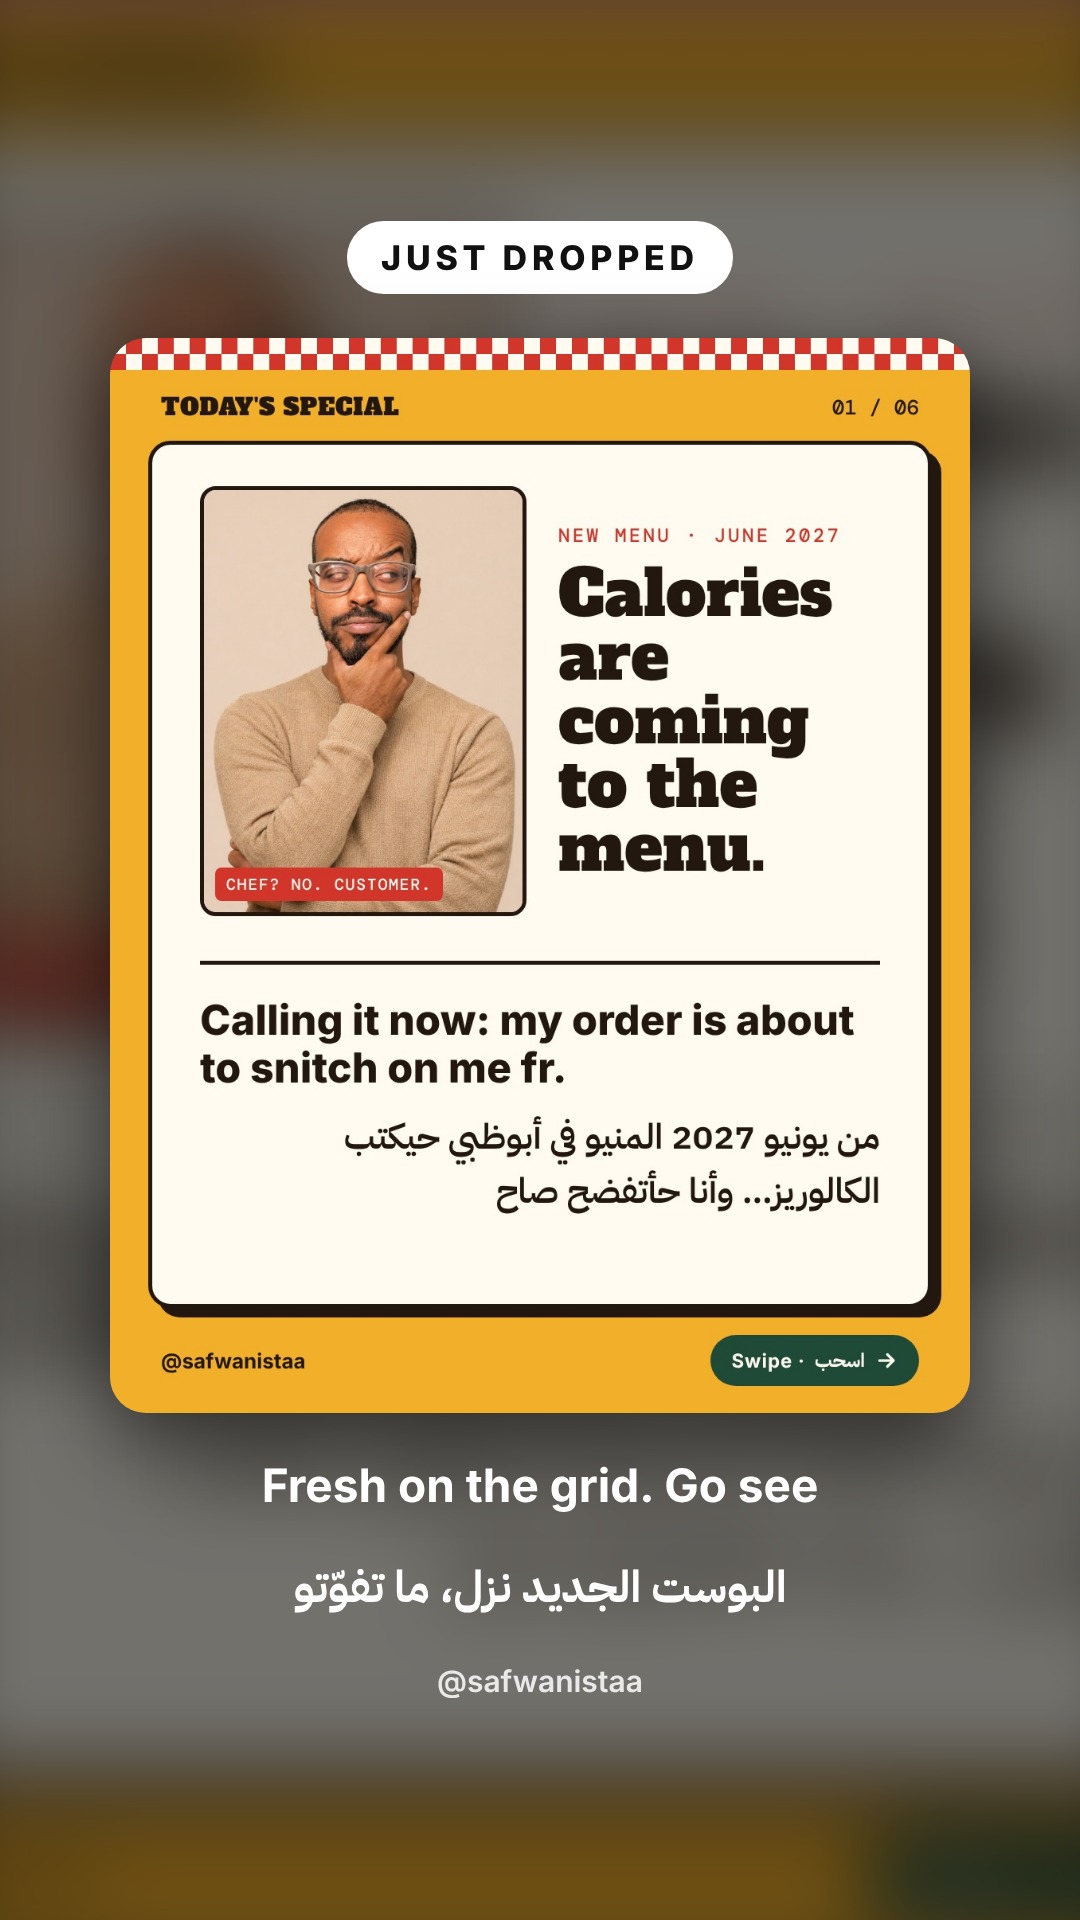 JUST DROPPED
TODAY'S SPECIAL
01 / 06
NEW MENU · JUNE 2027
Calories
are
coming
to the
menu.
CHEF? NO. CUSTOMER.
Calling it now: my order is about
to snitch on me fr.
من يونيو 2027 المنيو في أبوظبي حيكتب
الكالوريز... وأنا حأتفضح صاح
@safwanistaa
Swipe · اسحب →
Fresh on the grid. Go see
البوست الجديد نزل، ما تفوّتو
@safwanistaa